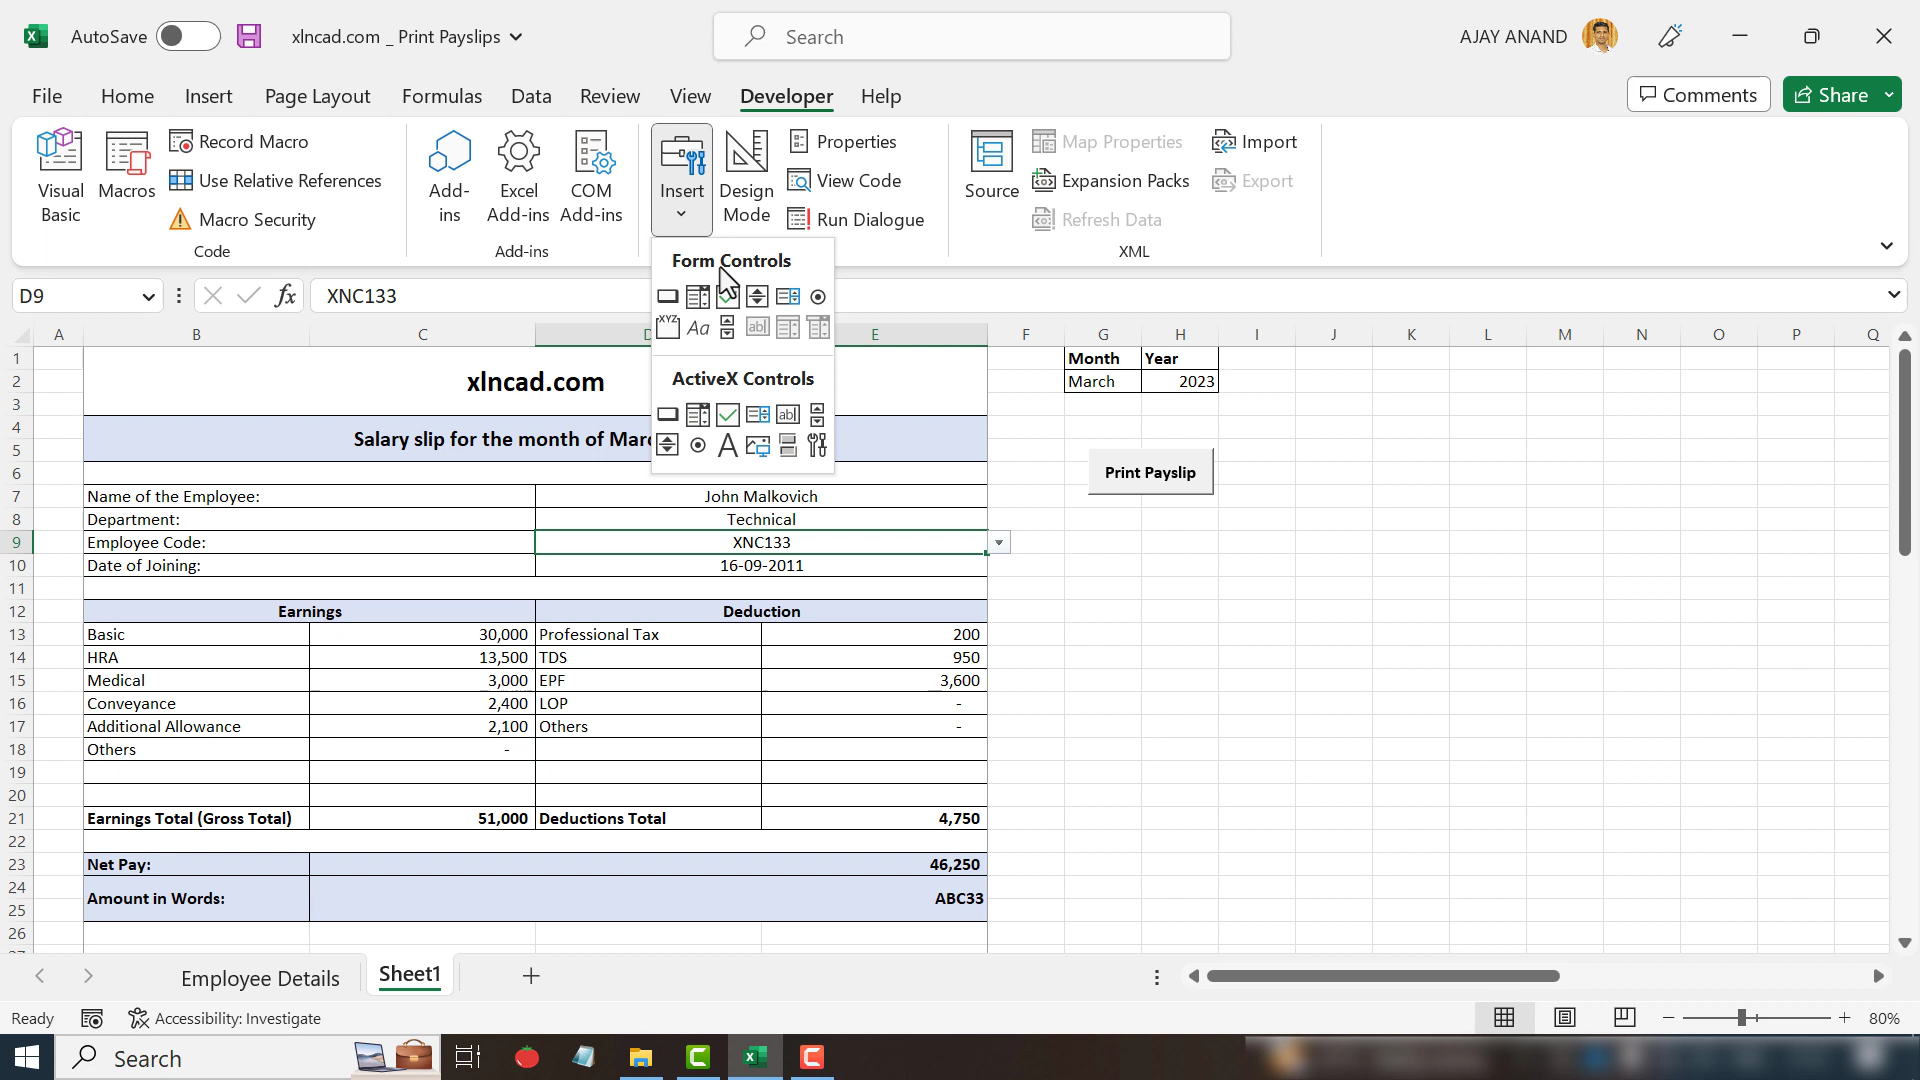 AutoSave
xlncad.com _ Print Payslips
Search
AJAY ANAND
File Home Insert Page Layout Formulas Data Review View Developer Help
Comments
Share
Visual Basic
Macros
Record Macro
Use Relative References
Macro Security
Code
Add-ins
Excel Add-ins
COM Add-ins
Add-ins
Insert
Design Mode
Properties
View Code
Run Dialogue
Source
Map Properties
Expansion Packs
Refresh Data
Import
Export
XML
Form Controls
XYZ Aa ab|
ActiveX Controls
ab|
A
D9
fx
XNC133
A B C D E F G H I J K L M N O P Q
1 Month Year
2 xlncad.com March 2023
3
4 Salary slip for the month of Marc
5
6
Print Payslip
7 Name of the Employee: John Malkovich
8 Department: Technical
9 Employee Code: XNC133
10 Date of Joining: 16-09-2011
11
12 Earnings Deduction
13 Basic 30,000 Professional Tax 200
14 HRA 13,500 TDS 950
15 Medical 3,000 EPF 3,600
16 Conveyance 2,400 LOP -
17 Additional Allowance 2,100 Others -
18 Others -
19
20
21 Earnings Total (Gross Total) 51,000 Deductions Total 4,750
22
23 Net Pay: 46,250
24 Amount in Words: ABC33
25
26
Employee Details Sheet1
Ready
Accessibility: Investigate
80%
Search